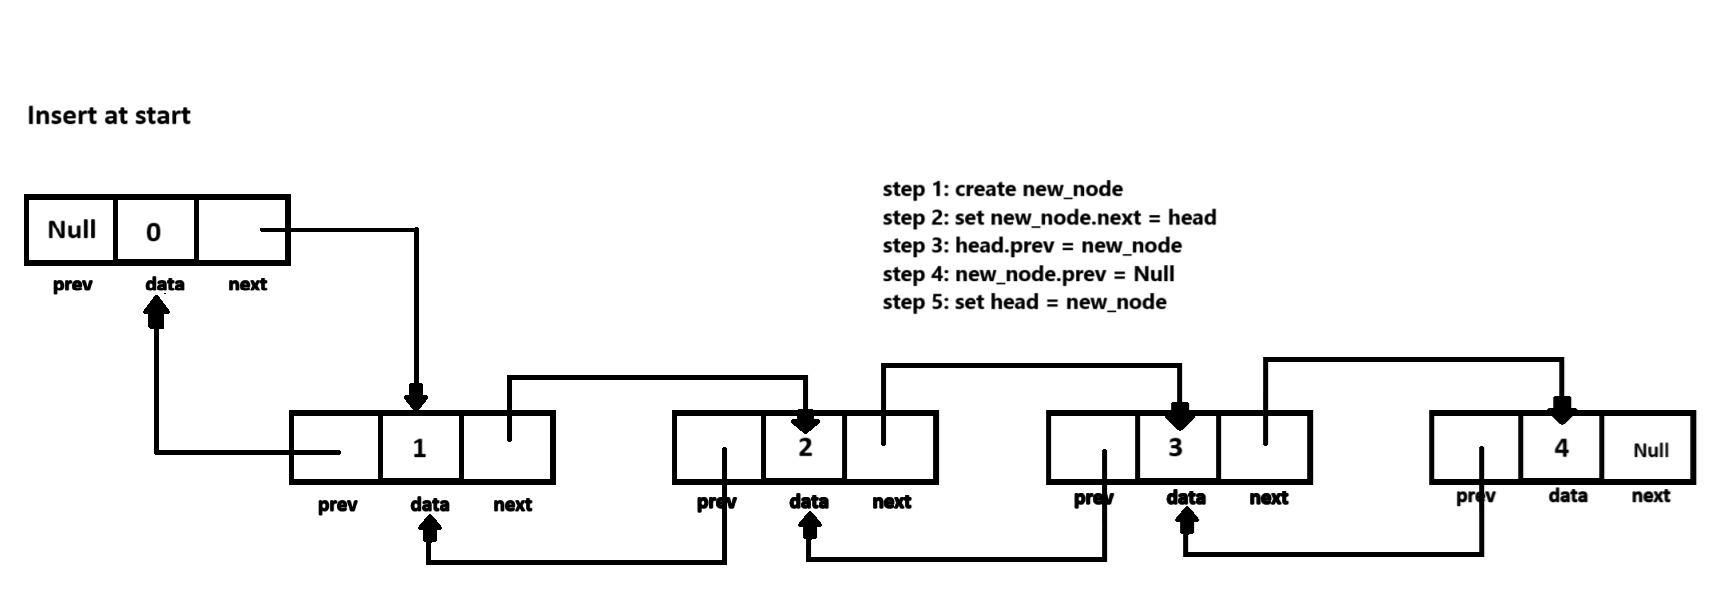 Insert at start
step 1: create new_node
step 2: set new_node.next = head
step 3: head.prev = new_node
step 4: new_node.prev = Null
step 5: set head = new_node
Null 0
prev data next
1
prev data next
2
prev data next
3
prev data next
4 Null
prev data next